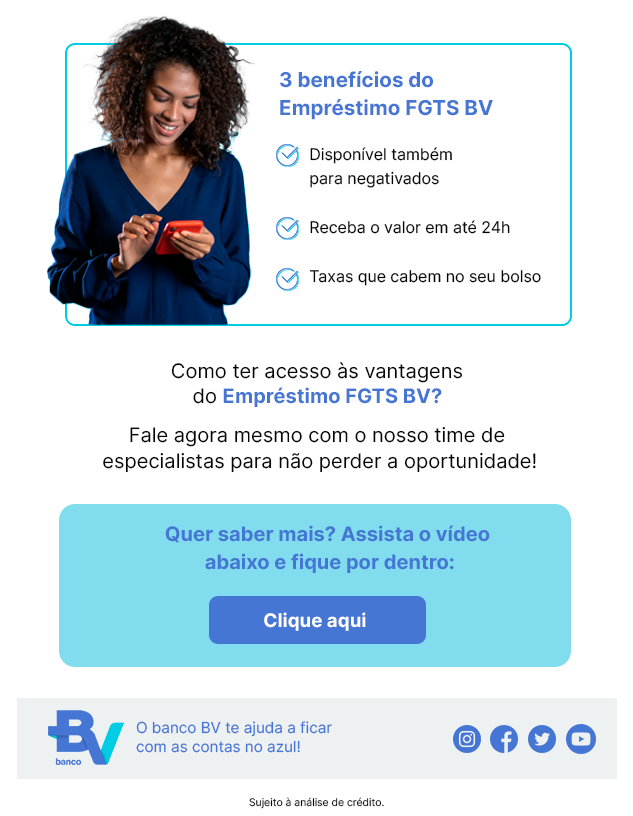 3 benefícios do
Empréstimo FGTS BV
Disponível também
para negativados
Receba o valor em até 24h
Taxas que cabem no seu bolso
Como ter acesso às vantagens
do Empréstimo FGTS BV?
Fale agora mesmo com o nosso time de
especialistas para não perder a oportunidade!
Quer saber mais? Assista o vídeo
abaixo e fique por dentro:
Clique aqui
BV
banco
O banco BV te ajuda a ficar
com as contas no azul!
Sujeito à análise de crédito.